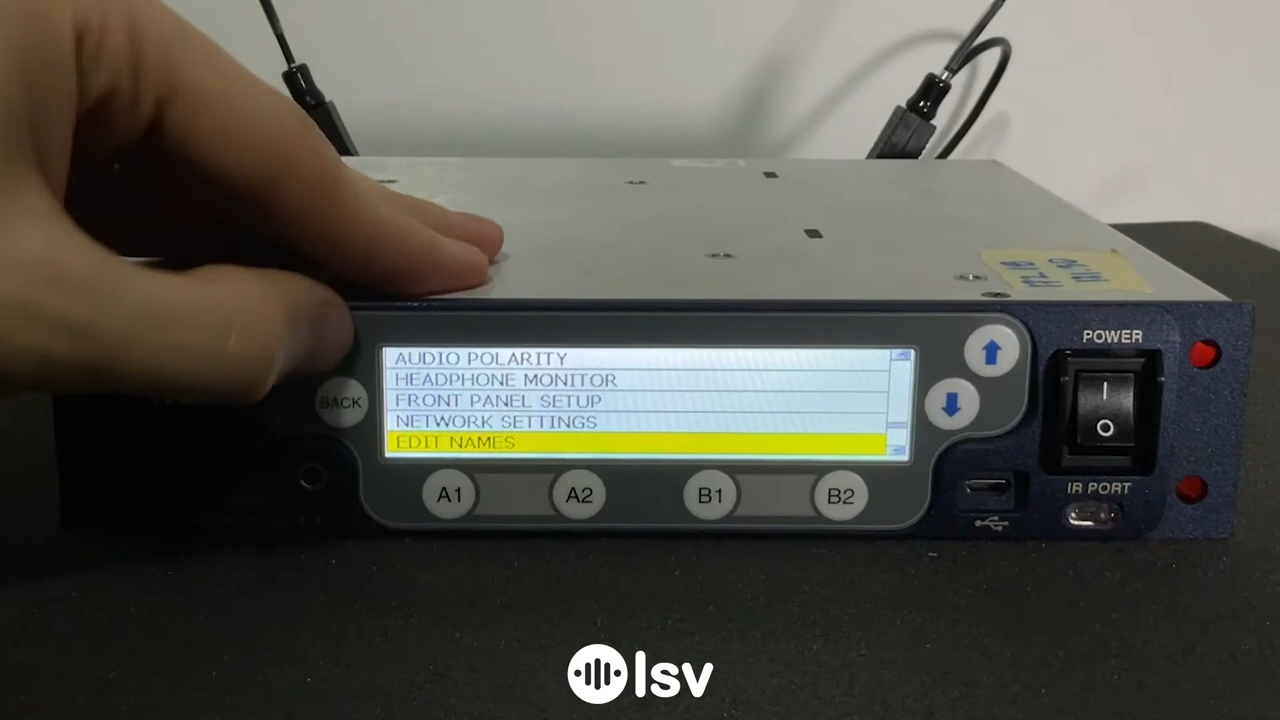 POWER
AUDIO POLARITY
HEADPHONE MONITOR
FRONT PANEL SETUP
NETWORK SETTINGS
EDIT NAMES
BACK
A1 A2 B1 B2
I
O
IR PORT
lsv